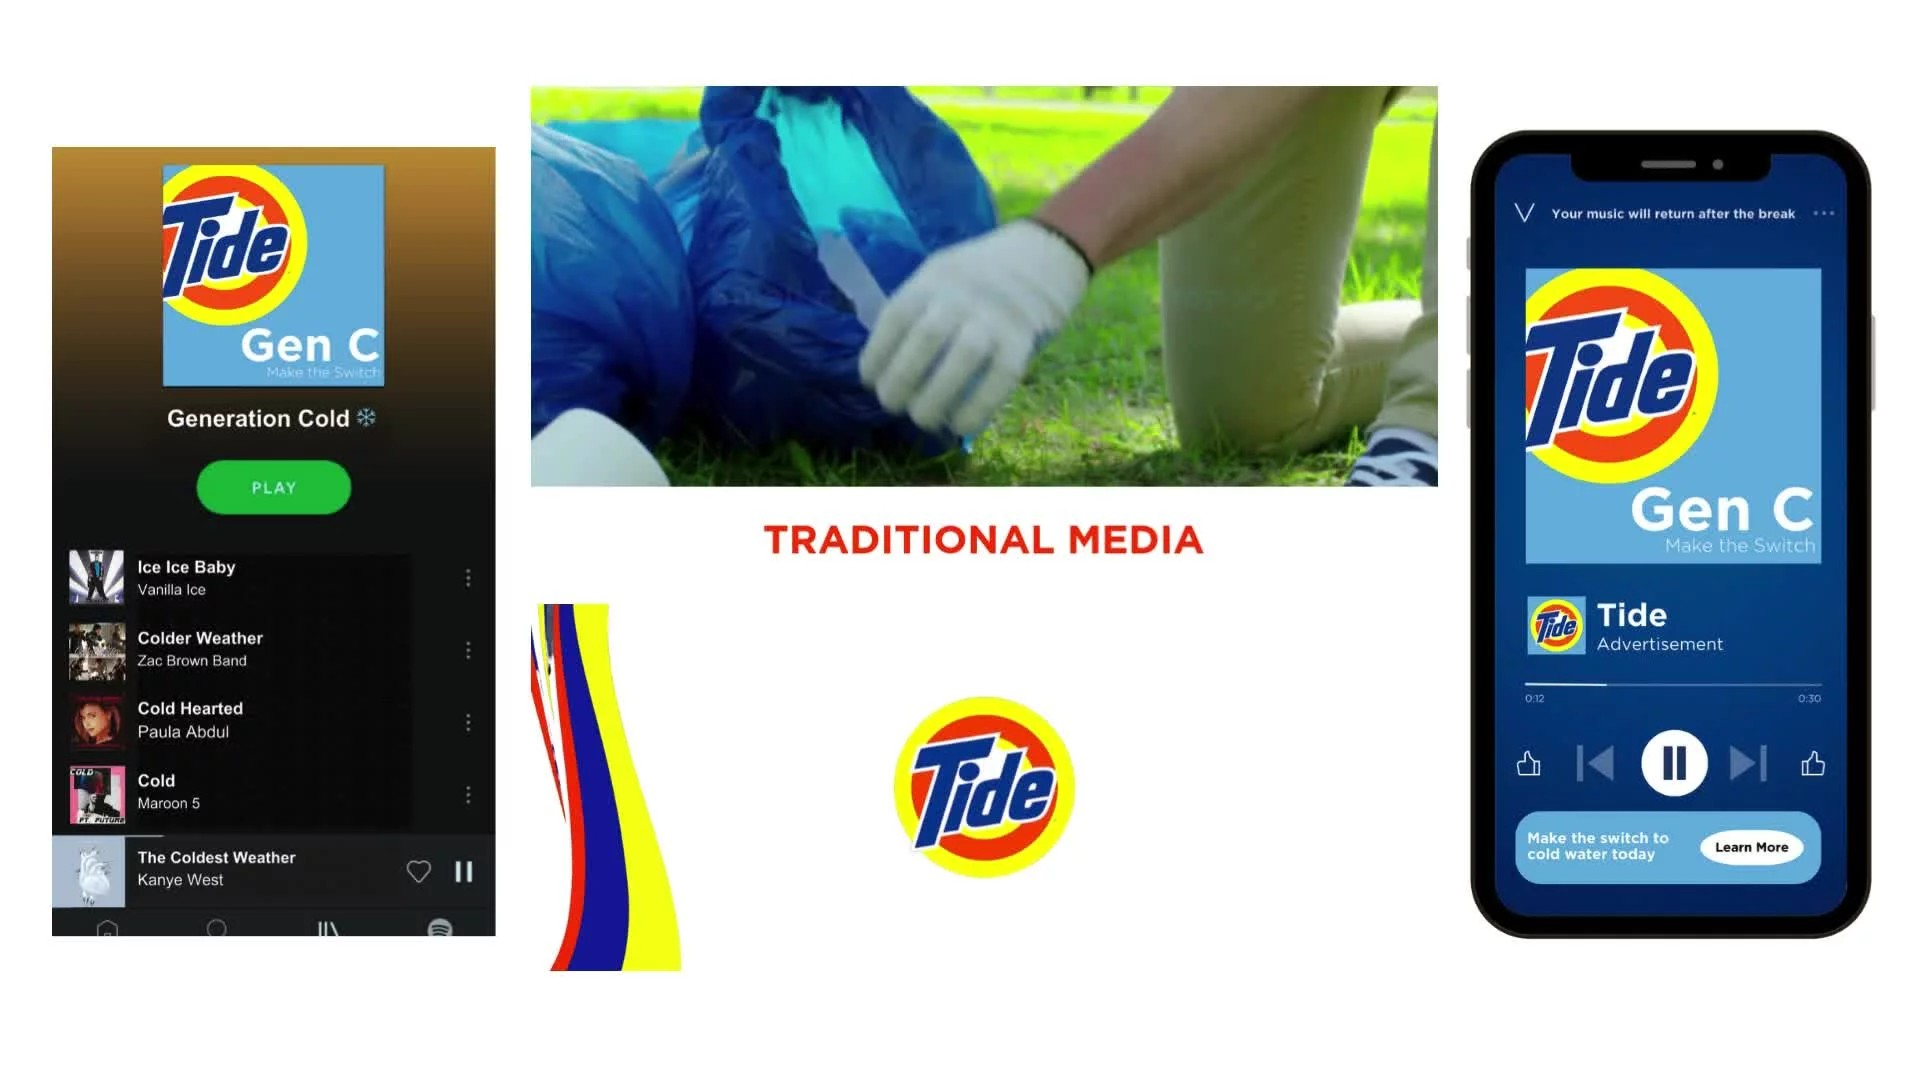 Tide
Gen C
Make the Switch
Generation Cold
PLAY
Ice Ice Baby
Vanilla Ice
Colder Weather
Zac Brown Band
Cold Hearted
Paula Abdul
COLD
Cold
Maroon 5
PT. FUTURE
The Coldest Weather
Kanye West
TRADITIONAL MEDIA
Tide
Your music will return after the break
Tide
Gen C
Make the Switch
Tide
Tide
Advertisement
0:12
0:30
Make the switch to
cold water today
Learn More